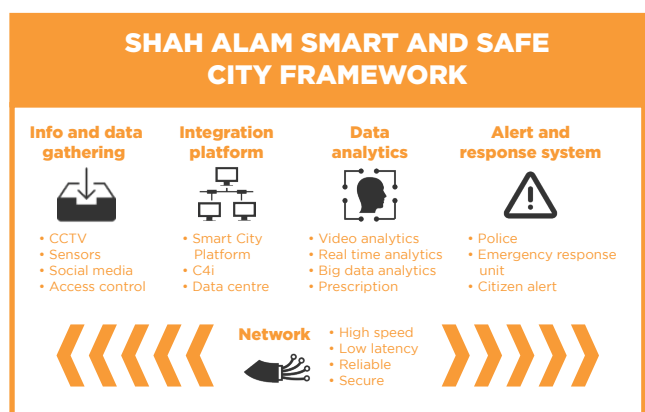 SHAH ALAM SMART AND SAFE
CITY FRAMEWORK
Info and data
gathering
• CCTV
• Sensors
• Social media
• Access control
Integration
platform
• Smart City
Platform
• C4i
• Data centre
Data
analytics
• Video analytics
• Real time analytics
• Big data analytics
• Prescription
Alert and
response system
• Police
• Emergency response
unit
• Citizen alert
Network
• High speed
• Low latency
• Reliable
• Secure